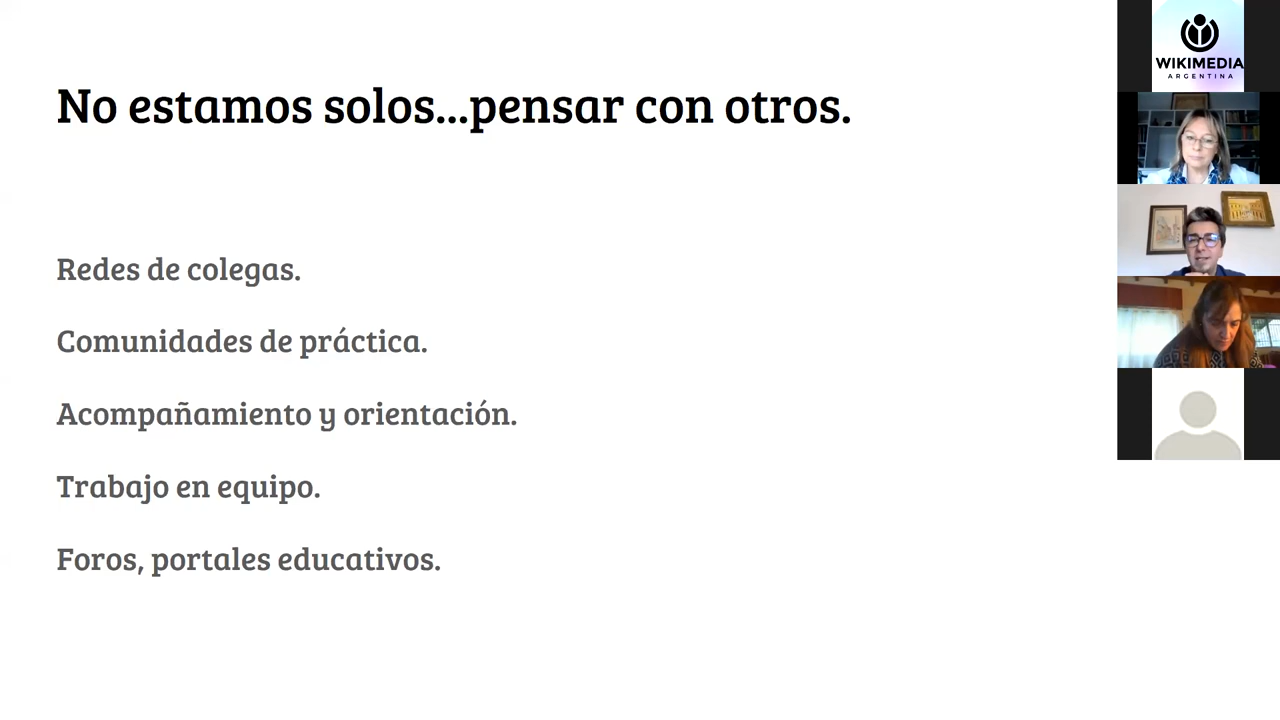 No estamos solos...pensar con otros.
Redes de colegas.
Comunidades de práctica.
Acompañamiento y orientación.
Trabajo en equipo.
Foros, portales educativos.
WIKIMEDIA
ARGENTINA